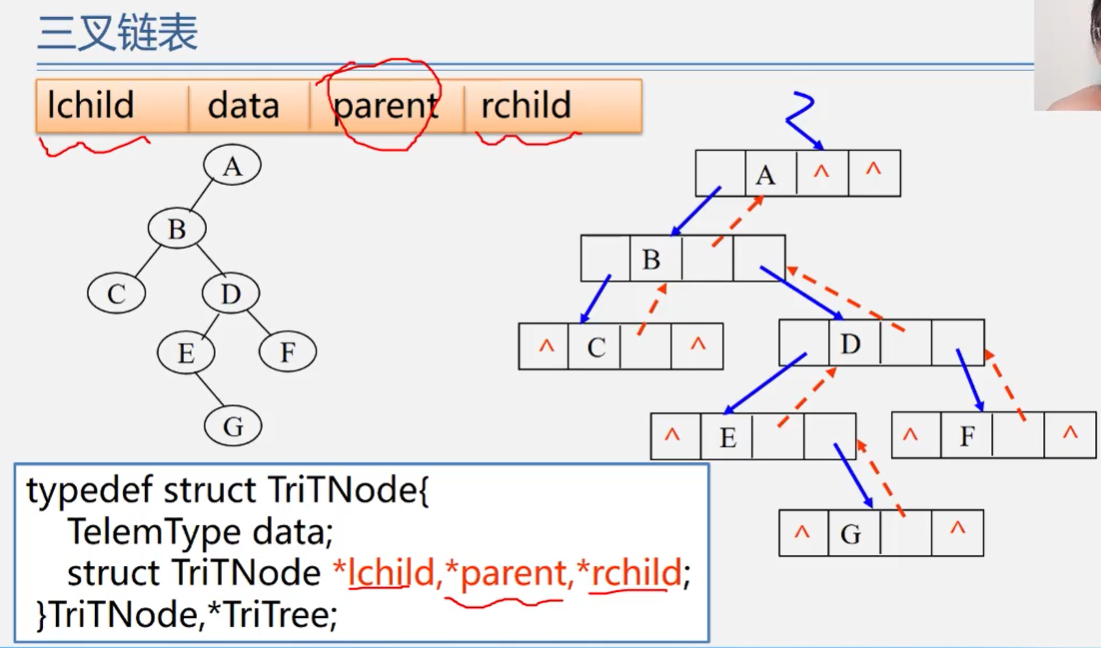 三叉链表
lchild data parent rchild
A
B
C D
E F
G
A ^ ^
B
^ C ^
D
^ E
^ F ^
^ G ^
typedef struct TriTNode{
TelemType data;
struct TriTNode *lchild,*parent,*rchild;
}TriTNode,*TriTree;